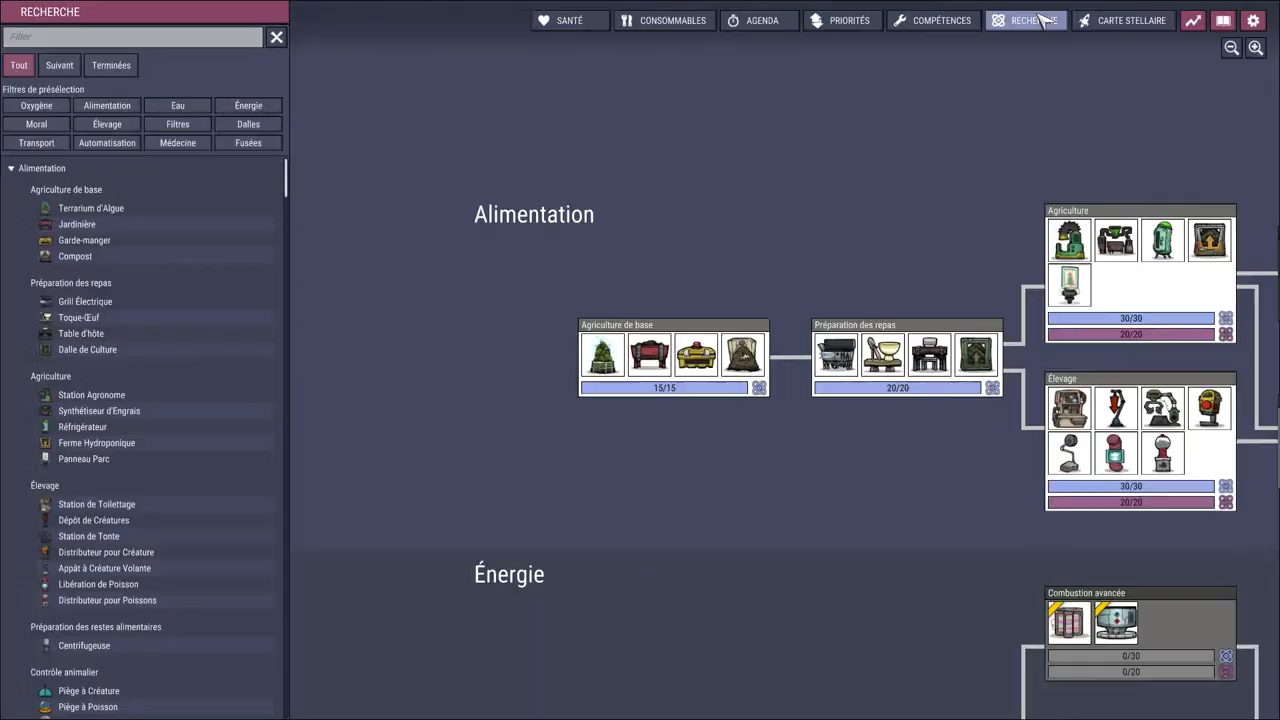 RECHERCHE
SANTÉ
CONSOMMABLES
AGENDA
PRIORITÉS
COMPÉTENCES
CARTE STELLAIRE
Filter
Tout
Suivant
Terminées
Filtres de présélection
Oxygène
Alimentation
Eau
Énergie
Moral
Élevage
Filtres
Dalles
Transport
Automatisation
Médecine
Fusées
Alimentation
Agriculture de base
Terrarium d'Algue
Jardinière
Garde-manger
Compost
Préparation des repas
Grill Électrique
Toque-Œuf
Table d'hôte
Dalle de Culture
Agriculture
Station Agronome
Synthétiseur d'Engrais
Réfrigérateur
Ferme Hydroponique
Panneau Parc
Élevage
Station de Toilettage
Dépôt de Créatures
Station de Tonte
Distributeur pour Créature
Appât à Créature Volante
Libération de Poisson
Distributeur pour Poissons
Préparation des restes alimentaires
Centrifugeuse
Contrôle animalier
Piège à Créature
Piège à Poisson
Alimentation
Agriculture de base
15/15
Préparation des repas
20/20
Agriculture
30/30
20/20
Élevage
30/30
20/20
Énergie
Combustion avancée
0/30
0/20